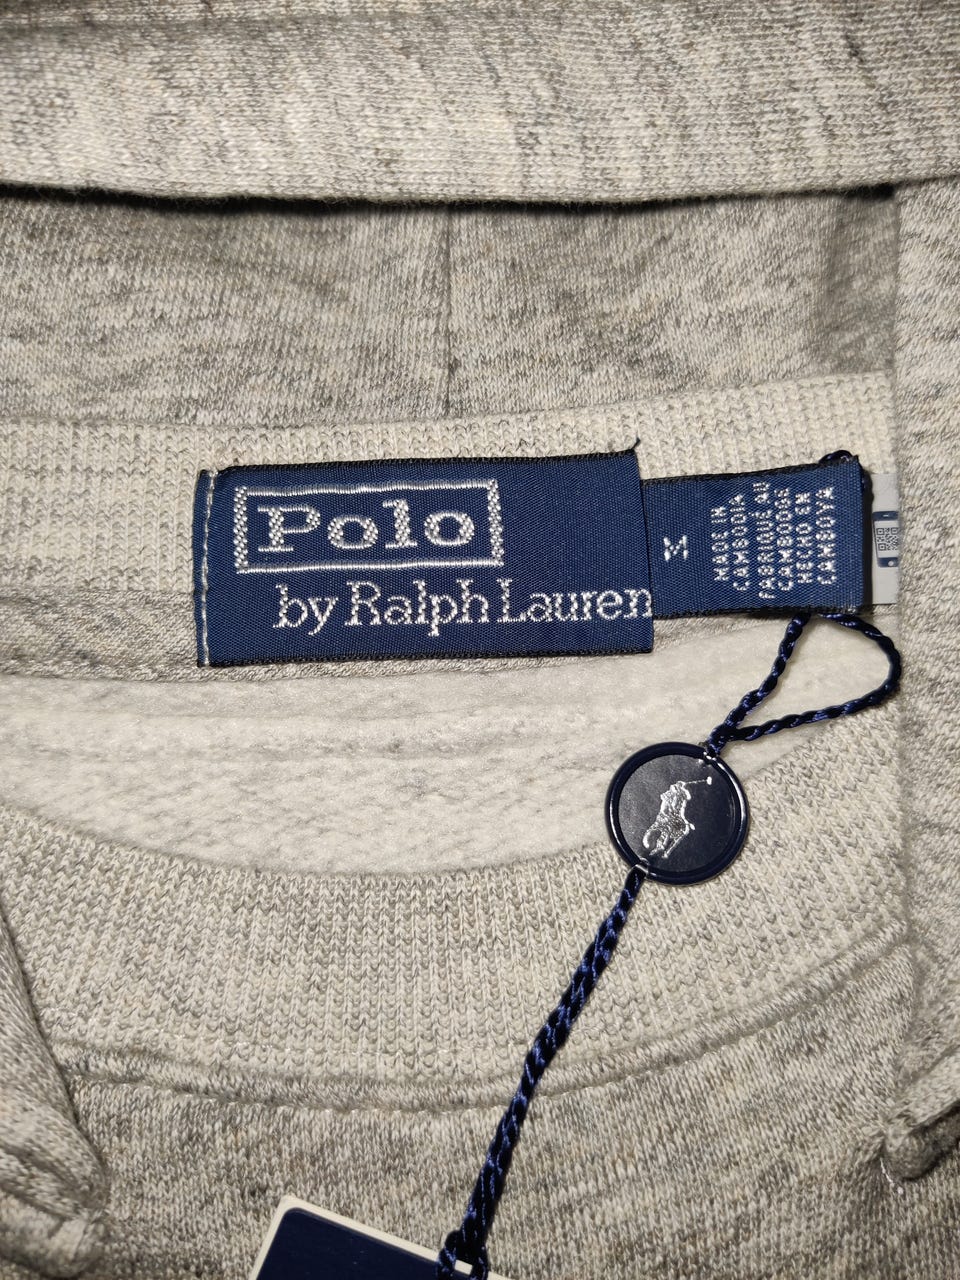 Polo
by Ralph Lauren
M
MADE IN
CAMBODIA
FABRIQUÉ AU
CAMBODGE
HECHO EN
CAMBOYA